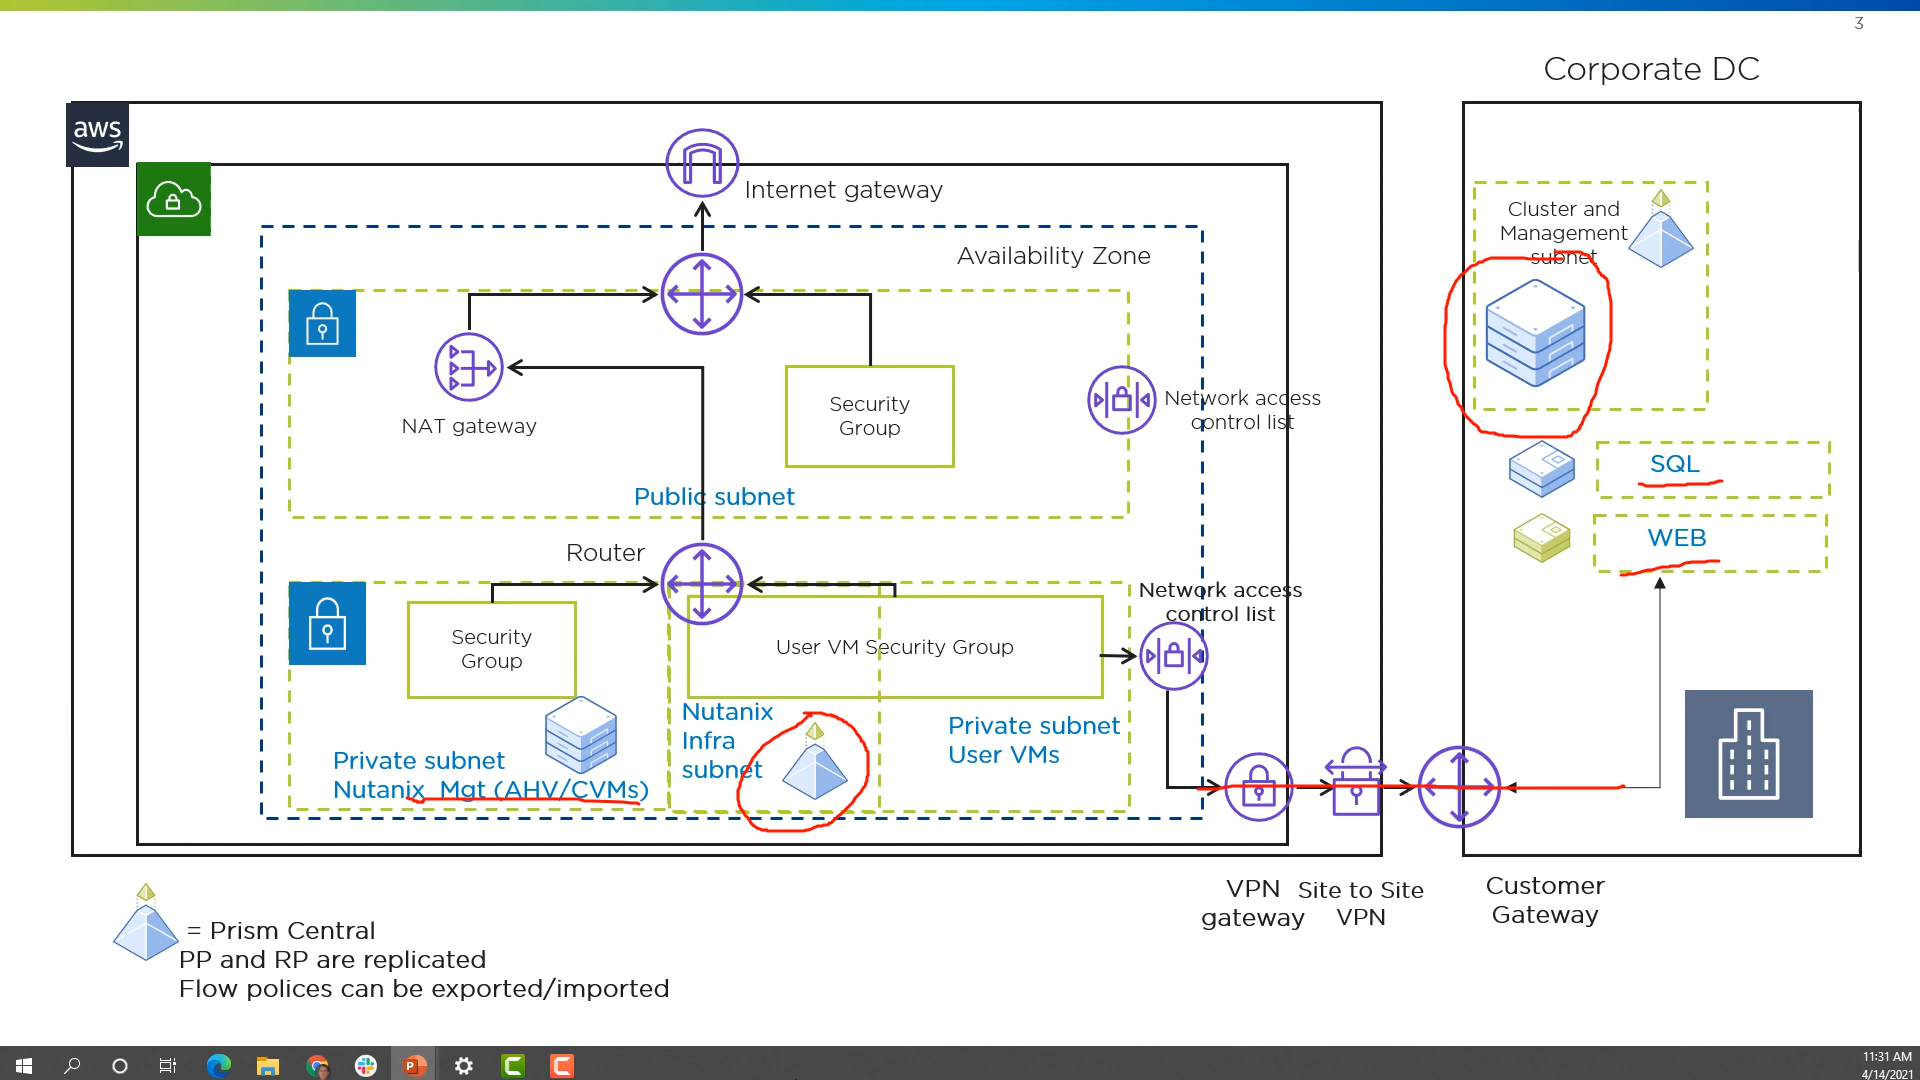 3
Corporate DC
aws
Internet gateway
Availability Zone
Cluster and
Management
subnet
NAT gateway
Security
Group
Network access
control list
SQL
Public subnet
WEB
Router
Network access
control list
Security
Group
User VM Security Group
Nutanix
Infra
subnet
Private subnet
User VMs
Private subnet
Nutanix Mgt (AHV/CVMs)
VPN
gateway
Site to Site
VPN
Customer
Gateway
= Prism Central
PP and RP are replicated
Flow polices can be exported/imported
P
C
C
11:31 AM
4/14/2021